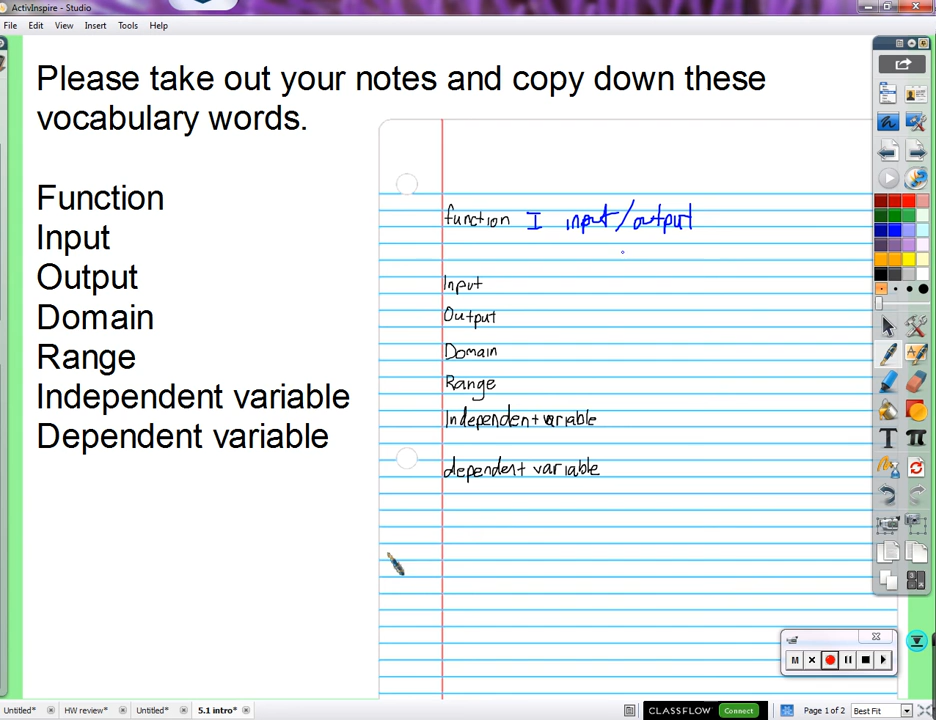 ActivInspire - Studio
File Edit View Insert Tools Help
Please take out your notes and copy down these
vocabulary words.
Function
Input
Output
Domain
Range
Independent variable
Dependent variable
function I input/output
Input
Output
Domain
Range
Independent variable
dependent variable
M
Untitled* HW review* Untitled* 5.1 intro* CLASSFLOW Connect Page 1 of 2 Best Fit